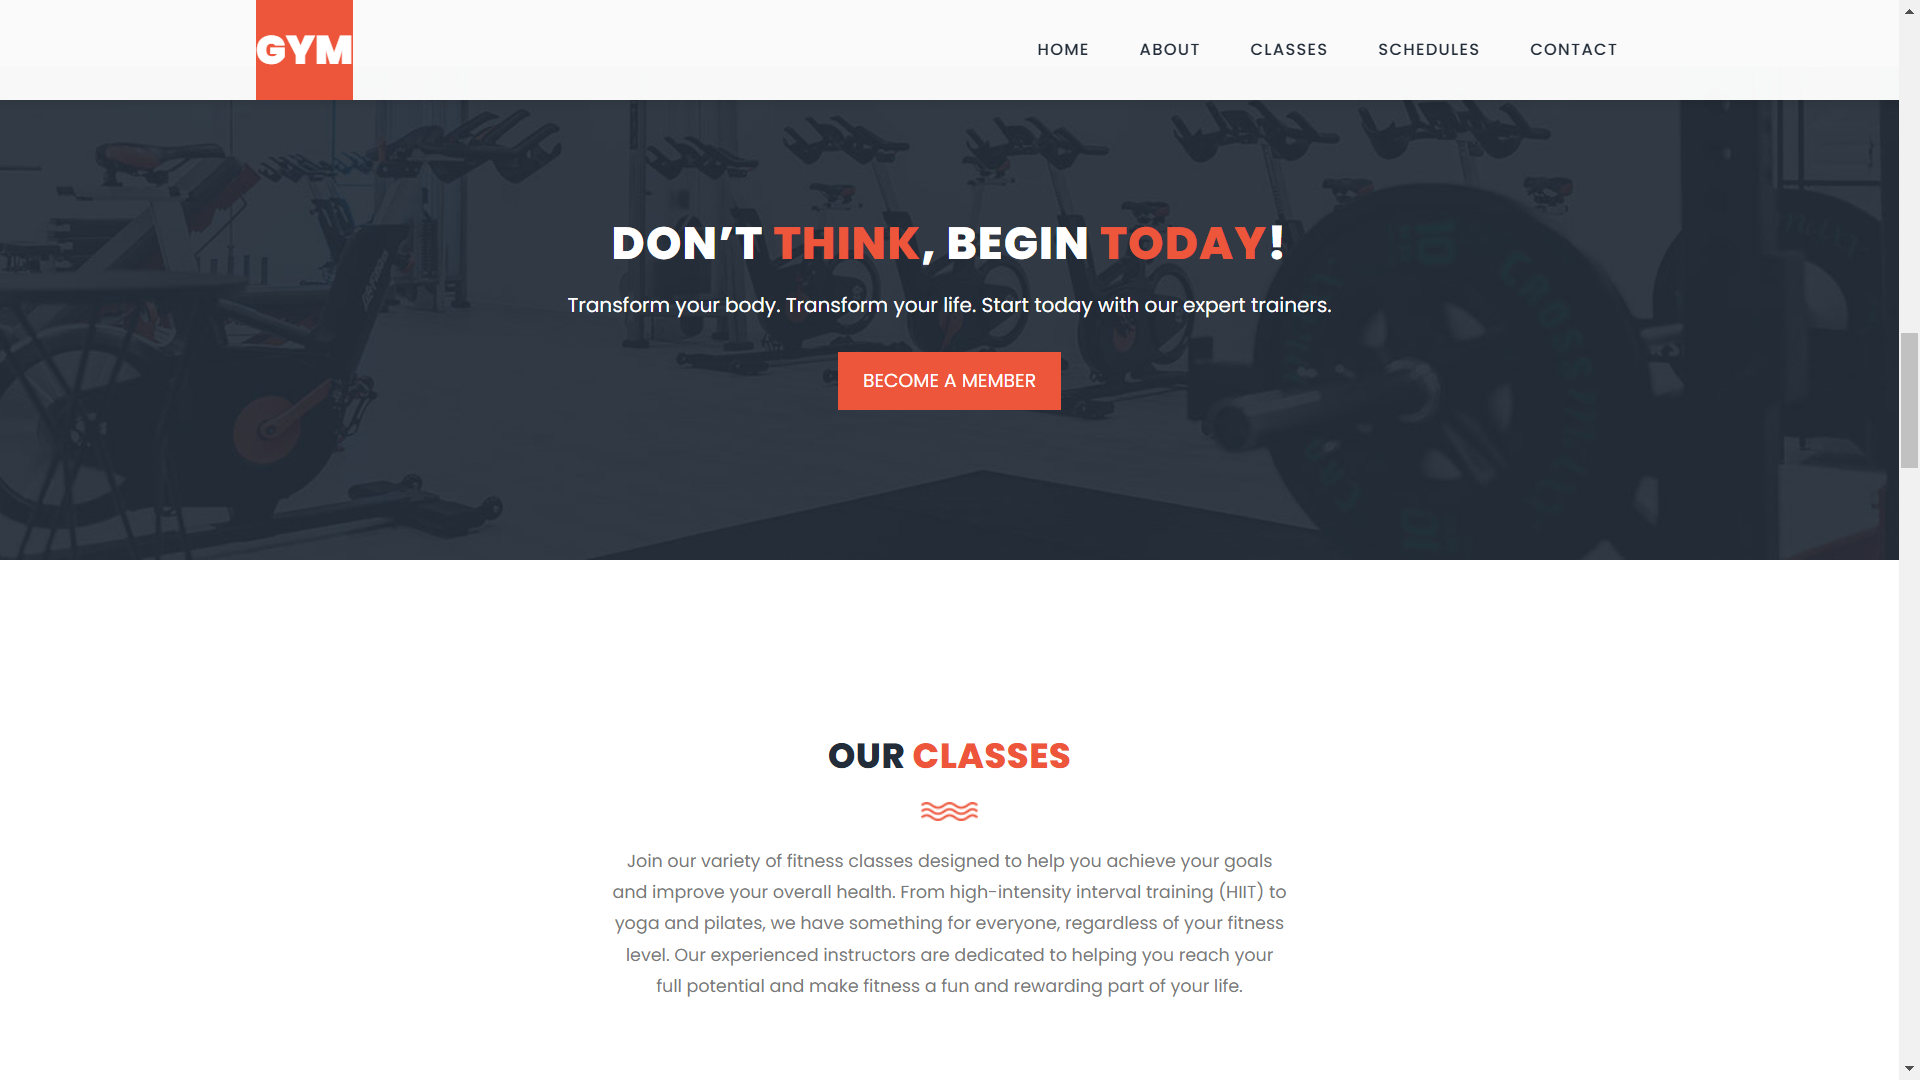 GYM
HOME ABOUT CLASSES SCHEDULES CONTACT
DON’T THINK, BEGIN TODAY!
Transform your body. Transform your life. Start today with our expert trainers.
BECOME A MEMBER
OUR CLASSES
Join our variety of fitness classes designed to help you achieve your goals
and improve your overall health. From high-intensity interval training (HIIT) to
yoga and pilates, we have something for everyone, regardless of your fitness
level. Our experienced instructors are dedicated to helping you reach your
full potential and make fitness a fun and rewarding part of your life.